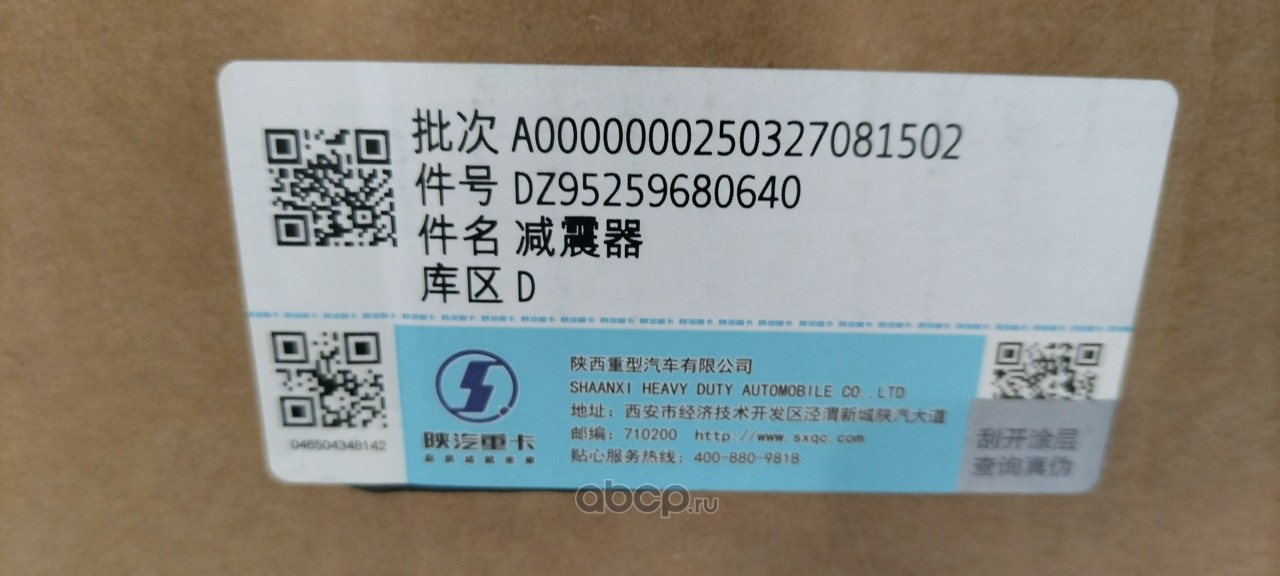 批次 A0000000250327081502
件号 DZ95259680640
件名 减震器
库区 D
046504348142
陕汽重卡
陕西重型汽车有限公司
SHAANXI HEAVY DUTY AUTOMOBILE CO.,LTD
地址：西安市经济技术开发区泾渭新城陕汽大道
邮编：710200 http://www.sxqc.com
贴心服务热线：400-880-9818
刮开涂层
查询真伪
abcp.ru